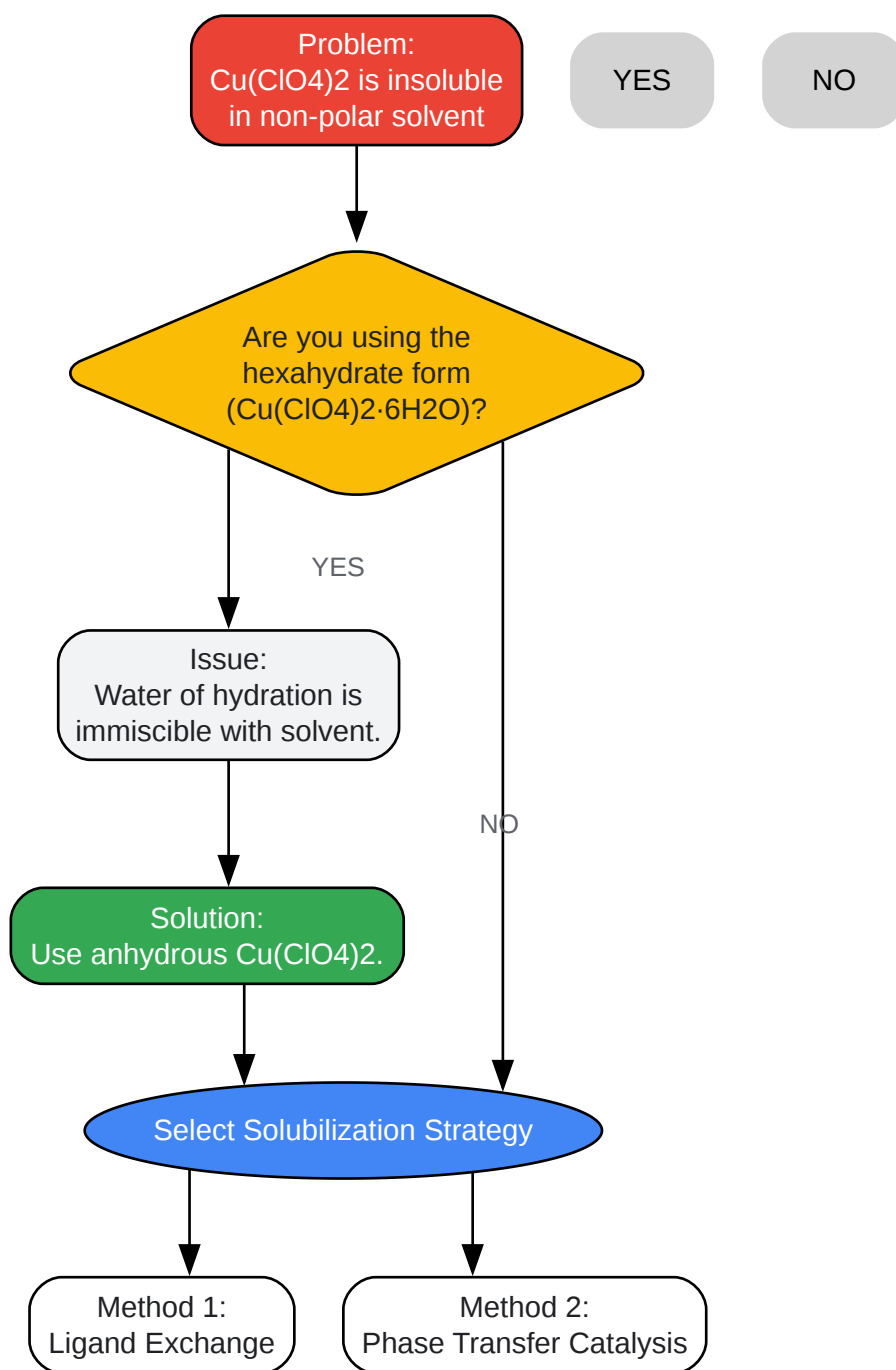 Problem:
Cu(ClO4)2 is insoluble
in non-polar solvent
YES
NO
Are you using the
hexahydrate form
(Cu(ClO4)2·6H2O)?
YES
Issue:
Water of hydration is
immiscible with solvent.
NO
Solution:
Use anhydrous Cu(ClO4)2.
Select Solubilization Strategy
Method 1:
Ligand Exchange
Method 2:
Phase Transfer Catalysis